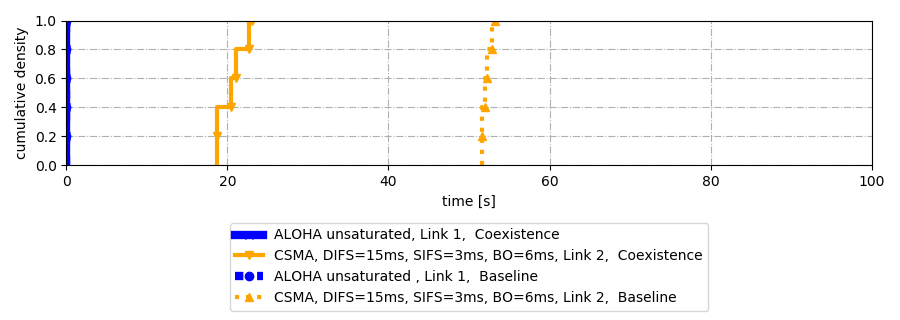 1.0
0.8
0.6
0.4
0.2
0.0
cumulative density
0 20 40 60 80 100
time [s]
ALOHA unsaturated, Link 1,  Coexistence
CSMA, DIFS=15ms, SIFS=3ms, BO=6ms, Link 2,  Coexistence
ALOHA unsaturated , Link 1,  Baseline
CSMA, DIFS=15ms, SIFS=3ms, BO=6ms, Link 2,  Baseline